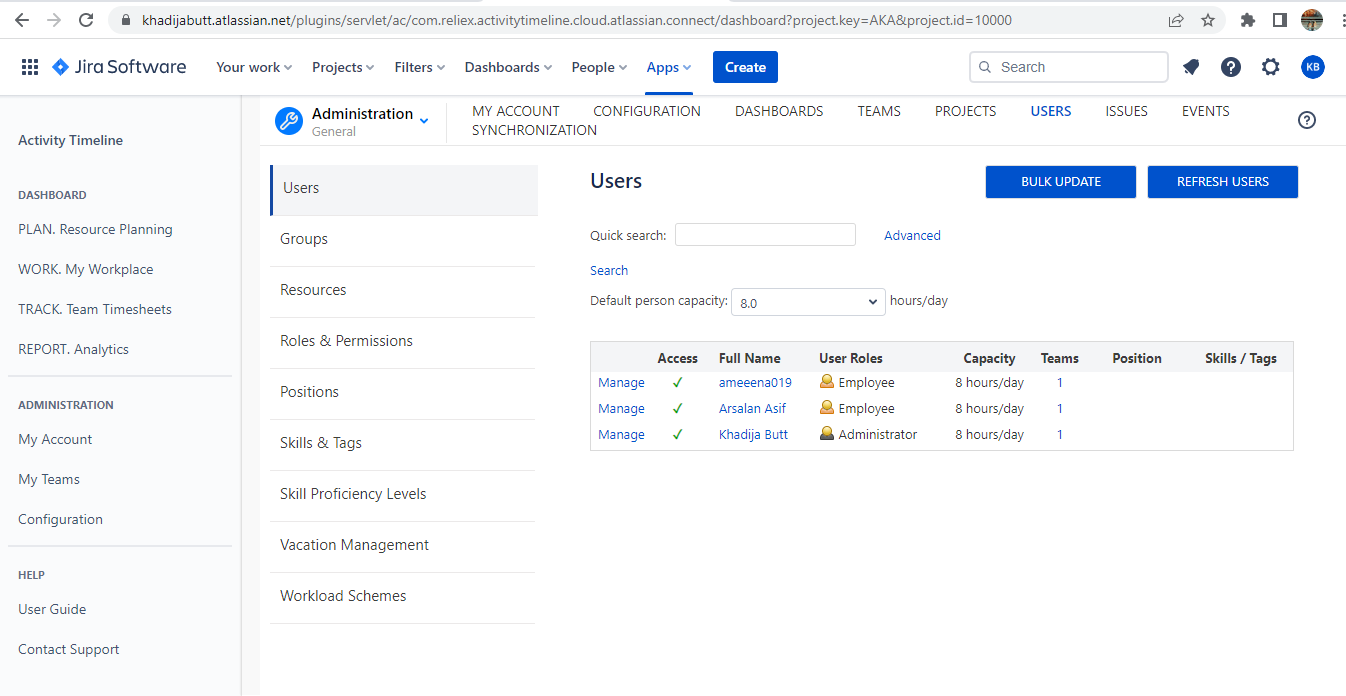 khadijabutt.atlassian.net/plugins/servlet/ac/com.reliex.activitytimeline.cloud.atlassian.connect/dashboard?project.key=AKA&project.id=10000
Jira Software Your work Projects Filters Dashboards People Apps Create Search KB
Activity Timeline
DASHBOARD
PLAN. Resource Planning
WORK. My Workplace
TRACK. Team Timesheets
REPORT. Analytics
ADMINISTRATION
My Account
My Teams
Configuration
HELP
User Guide
Contact Support
Administration
General
MY ACCOUNT CONFIGURATION DASHBOARDS TEAMS PROJECTS USERS ISSUES EVENTS
SYNCHRONIZATION
Users
Groups
Resources
Roles & Permissions
Positions
Skills & Tags
Skill Proficiency Levels
Vacation Management
Workload Schemes
Users BULK UPDATE REFRESH USERS
Quick search: Advanced
Search
Default person capacity: 8.0 hours/day
Access Full Name User Roles Capacity Teams Position Skills / Tags
Manage ✓ ameeena019 Employee 8 hours/day 1
Manage ✓ Arsalan Asif Employee 8 hours/day 1
Manage ✓ Khadija Butt Administrator 8 hours/day 1